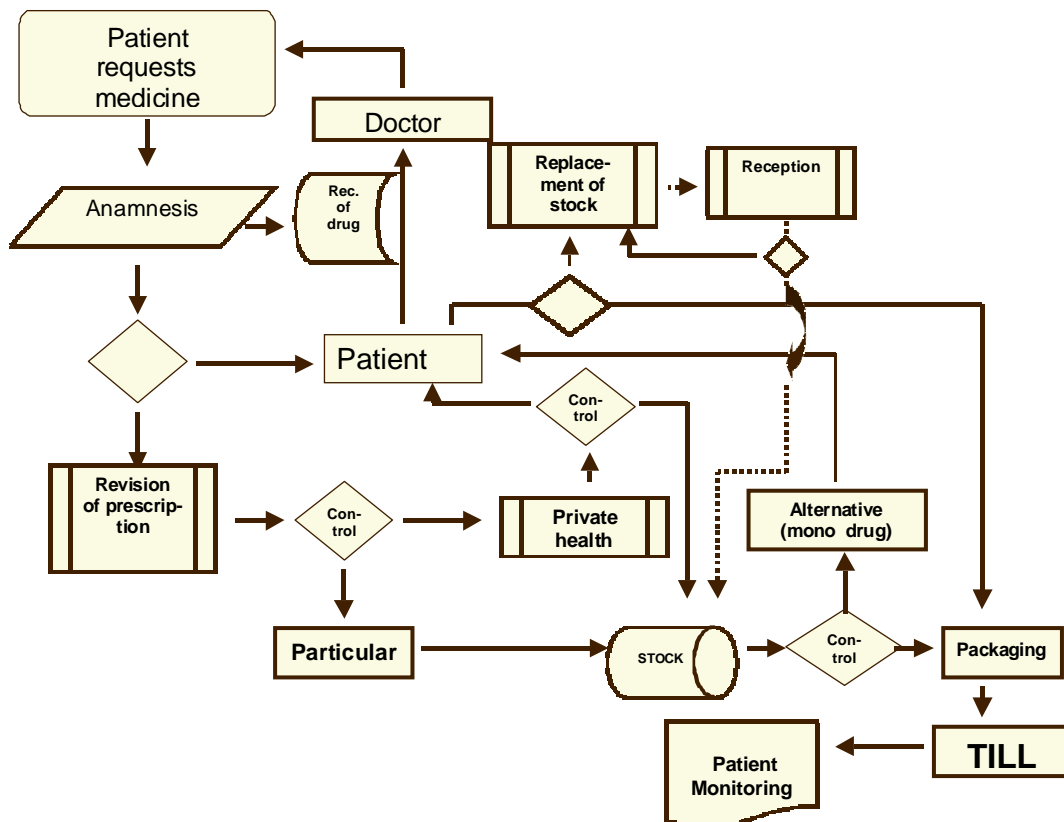 Patient
requests
medicine
Doctor
Replace-
ment of
stock
Reception
Rec.
of
drug
Anamnesis
Patient
Con-
trol
Revision
of prescrip-
tion
Con-
trol
Private
health
Alternative
(mono drug)
Particular
STOCK
Con-
trol
Packaging
TILL
Patient
Monitoring